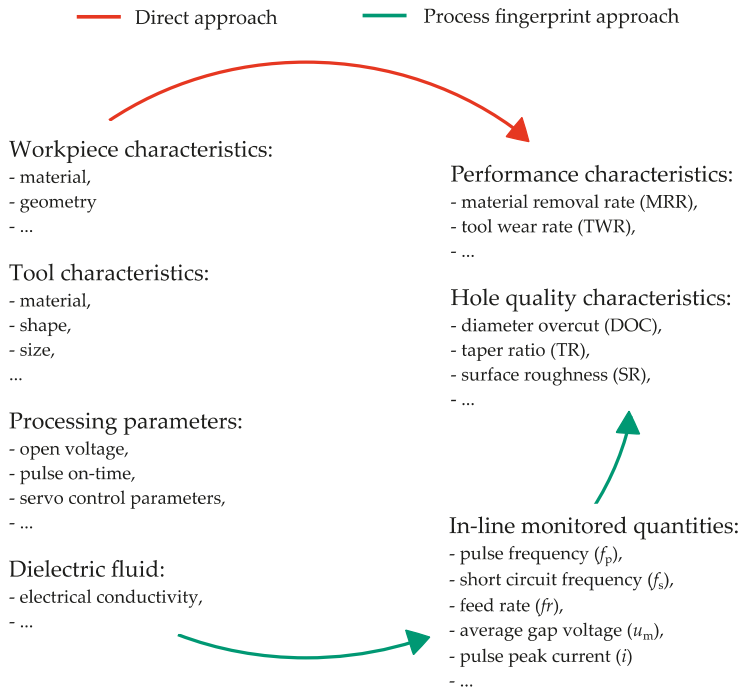 Direct approach
Process fingerprint approach
Workpiece characteristics:
- material,
- geometry
- ...
Tool characteristics:
- material,
- shape,
- size,
...
Processing parameters:
- open voltage,
- pulse on-time,
- servo control parameters,
- ...
Dielectric fluid:
- electrical conductivity,
- ...
Performance characteristics:
- material removal rate (MRR),
- tool wear rate (TWR),
- ...
Hole quality characteristics:
- diameter overcut (DOC),
- taper ratio (TR),
- surface roughness (SR),
- ...
In-line monitored quantities:
- pulse frequency (fp),
- short circuit frequency (fs),
- feed rate (fr),
- average gap voltage (um),
- pulse peak current (i)
- ...